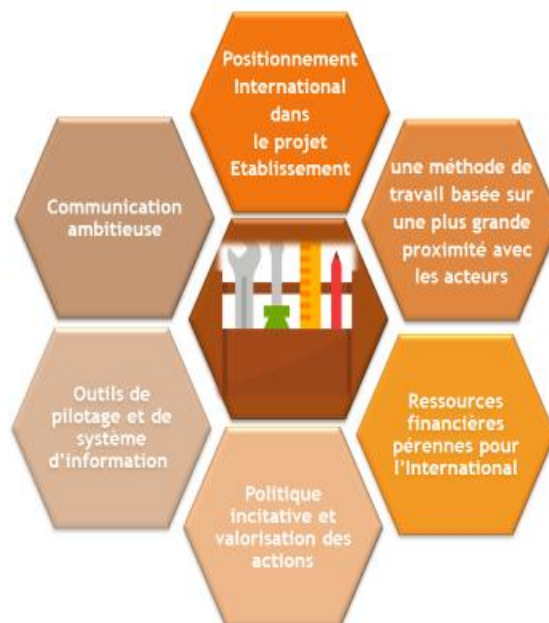 Positionnement
International
dans
le projet
Etablissement
une méthode de
travail basée sur
une plus grande
proximité avec
les acteurs
Ressources
financières
pérennes pour
l'International
Politique
incitative et
valorisation des
actions
Outils de
pilotage et de
système
d'information
Communication
ambitieuse